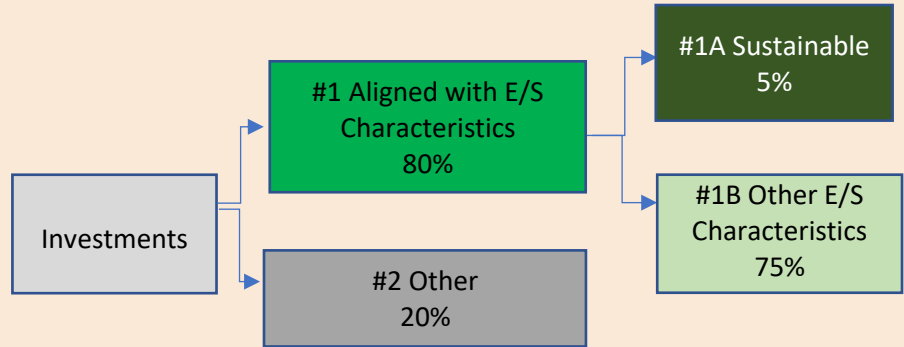 Investments
#1 Aligned with E/S
Characteristics
80%
#2 Other
20%
#1A Sustainable
5%
#1B Other E/S
Characteristics
75%